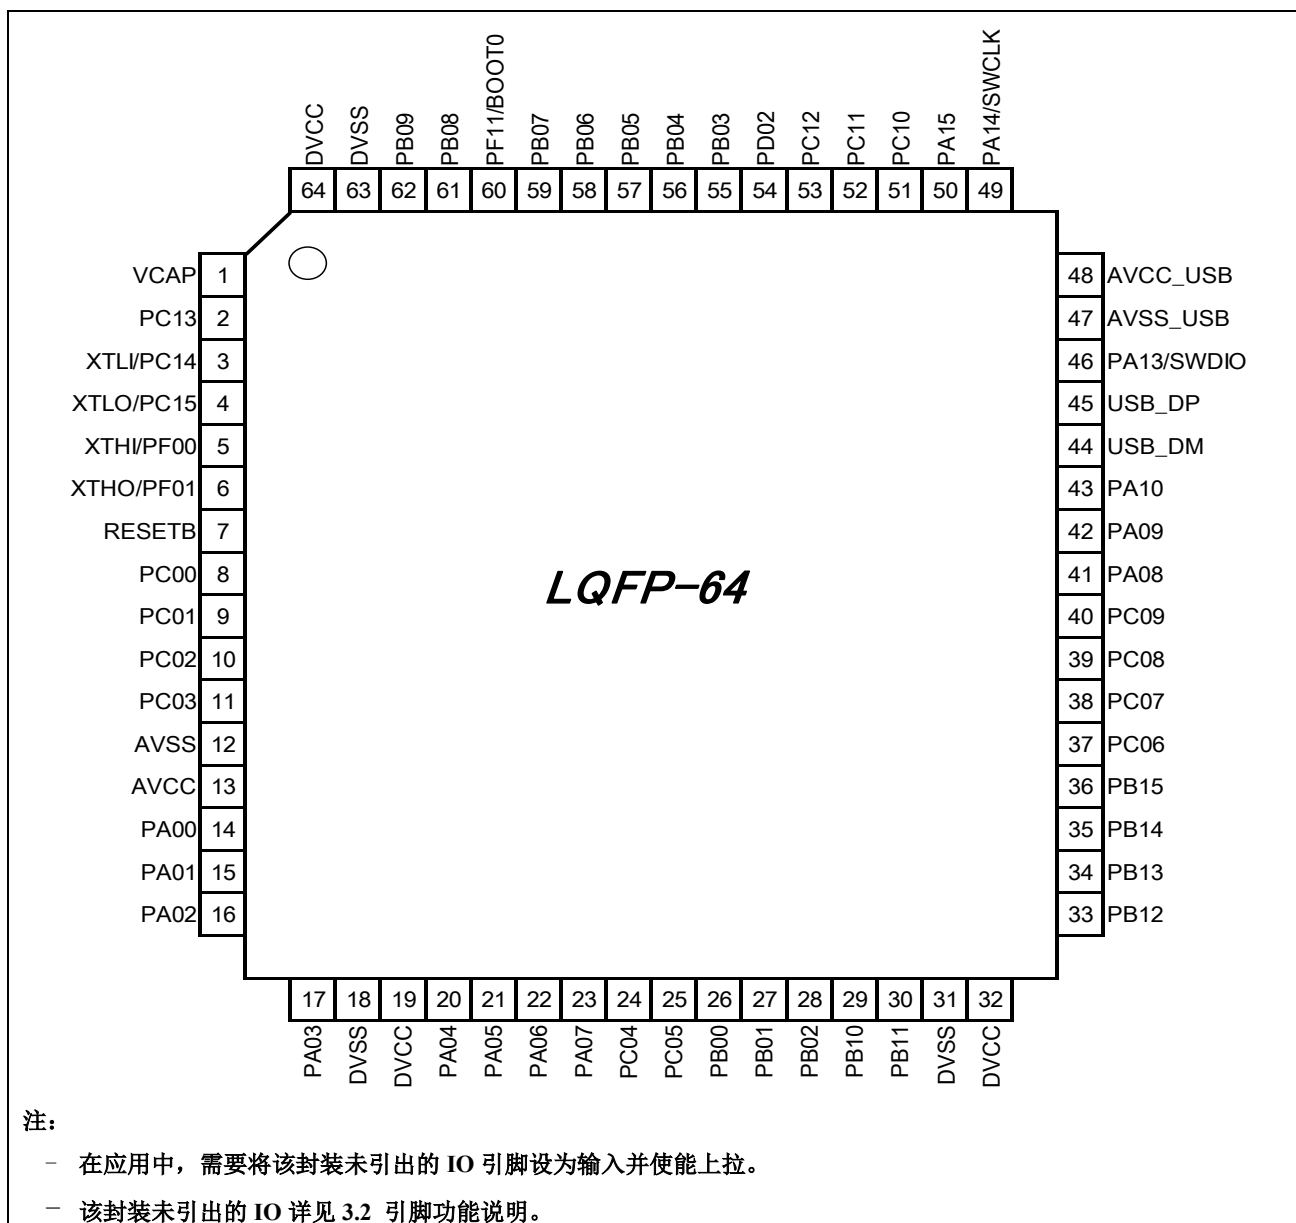 DVCC
DVSS
PB09
PB08
PF11/BOOT0
PB07
PB06
PB05
PB04
PB03
PD02
PC12
PC11
PC10
PA15
PA14/SWCLK
64 63 62 61 60 59 58 57 56 55 54 53 52 51 50 49
VCAP 1
PC13 2
XTLI/PC14 3
XTLO/PC15 4
XTHI/PF00 5
XTHO/PF01 6
RESETB 7
PC00 8
PC01 9
PC02 10
PC03 11
AVSS 12
AVCC 13
PA00 14
PA01 15
PA02 16
LQFP-64
48 AVCC_USB
47 AVSS_USB
46 PA13/SWDIO
45 USB_DP
44 USB_DM
43 PA10
42 PA09
41 PA08
40 PC09
39 PC08
38 PC07
37 PC06
36 PB15
35 PB14
34 PB13
33 PB12
17 18 19 20 21 22 23 24 25 26 27 28 29 30 31 32
PA03
DVSS
DVCC
PA04
PA05
PA06
PA07
PC04
PC05
PB00
PB01
PB02
PB10
PB11
DVSS
DVCC
注：
－ 在应用中，需要将该封装未引出的 IO 引脚设为输入并使能上拉。
－ 该封装未引出的 IO 详见 3.2 引脚功能说明。